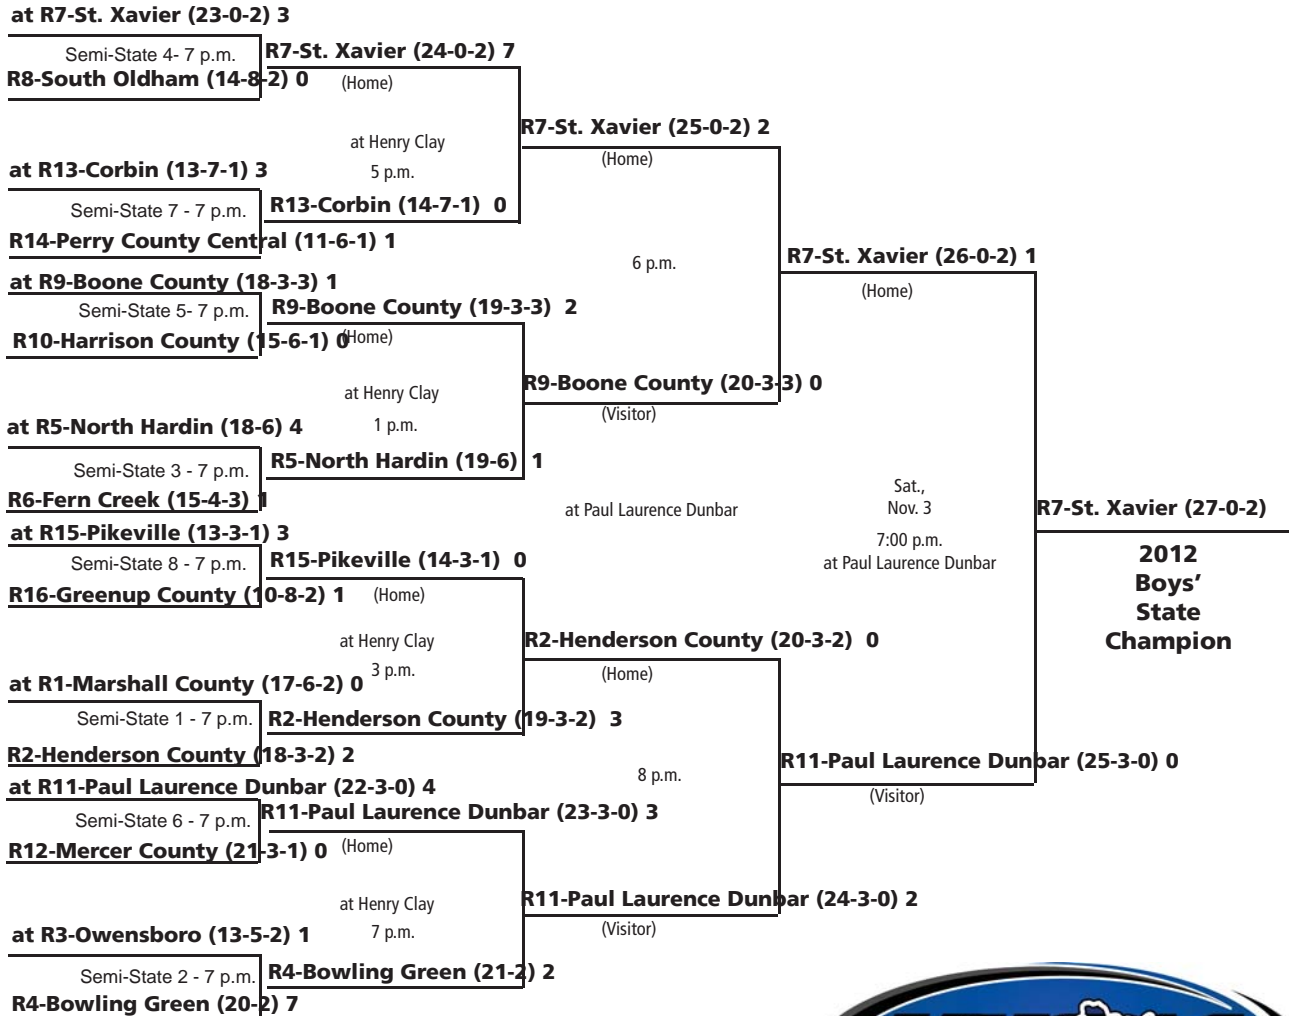 at R7-St. Xavier (23-0-2) 3
Semi-State 4- 7 p.m.
R8-South Oldham (14-8-2) 0
R7-St. Xavier (24-0-2) 7
(Home)
at Henry Clay
5 p.m.
at R13-Corbin (13-7-1) 3
Semi-State 7 - 7 p.m.
R14-Perry County Central (11-6-1) 1
R13-Corbin (14-7-1) 0
R7-St. Xavier (25-0-2) 2
(Home)
6 p.m.
at R9-Boone County (18-3-3) 1
Semi-State 5- 7 p.m.
R10-Harrison County (15-6-1) 0
R9-Boone County (19-3-3) 2
(Home)
at Henry Clay
1 p.m.
at R5-North Hardin (18-6) 4
Semi-State 3 - 7 p.m.
R6-Fern Creek (15-4-3) 1
R5-North Hardin (19-6) 1
R9-Boone County (20-3-3) 0
(Visitor)
R7-St. Xavier (26-0-2) 1
(Home)
at Paul Laurence Dunbar
Sat.,
Nov. 3
7:00 p.m.
at Paul Laurence Dunbar
R7-St. Xavier (27-0-2)
2012
Boys’
State
Champion
at R15-Pikeville (13-3-1) 3
Semi-State 8 - 7 p.m.
R16-Greenup County (10-8-2) 1
R15-Pikeville (14-3-1) 0
(Home)
at Henry Clay
3 p.m.
at R1-Marshall County (17-6-2) 0
Semi-State 1 - 7 p.m.
R2-Henderson County (18-3-2) 2
R2-Henderson County (19-3-2) 3
R2-Henderson County (20-3-2) 0
(Home)
8 p.m.
at R11-Paul Laurence Dunbar (22-3-0) 4
Semi-State 6 - 7 p.m.
R12-Mercer County (21-3-1) 0
R11-Paul Laurence Dunbar (23-3-0) 3
(Home)
at Henry Clay
7 p.m.
at R3-Owensboro (13-5-2) 1
Semi-State 2 - 7 p.m.
R4-Bowling Green (20-2) 7
R4-Bowling Green (21-2) 2
R11-Paul Laurence Dunbar (24-3-0) 2
(Visitor)
R11-Paul Laurence Dunbar (25-3-0) 0
(Visitor)